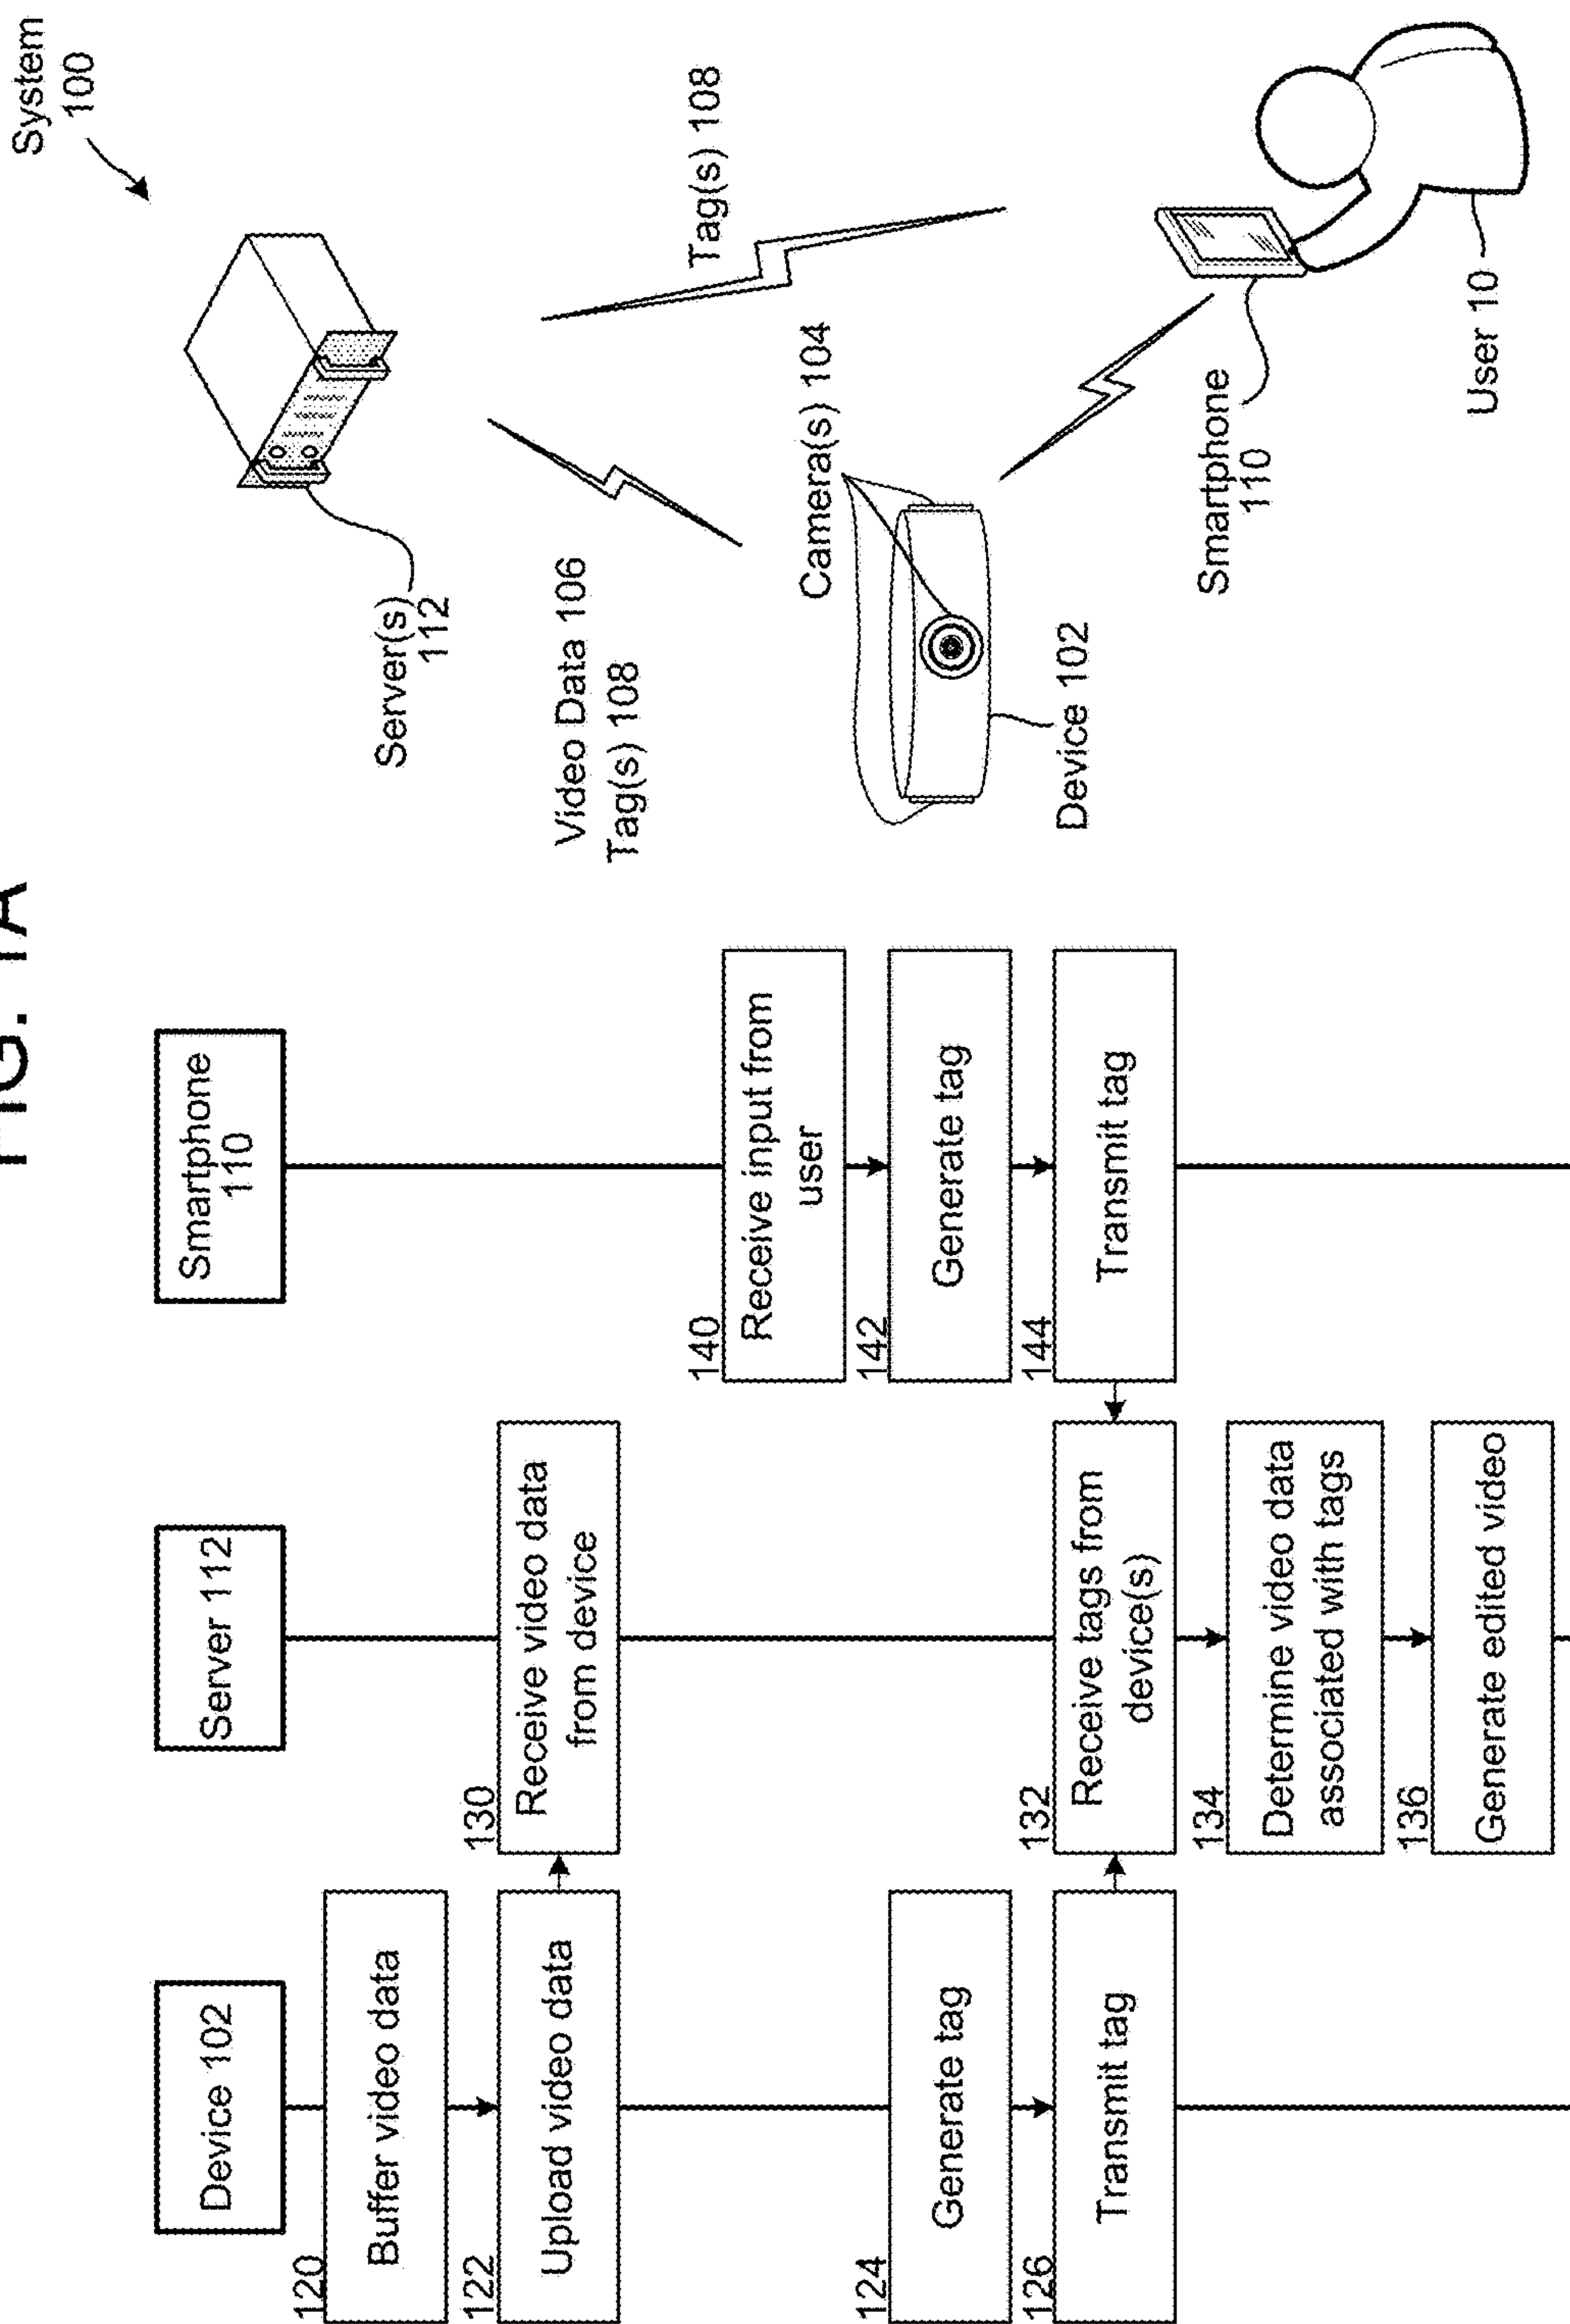 FIG. 1A
System
100
Server(s)
112
Video Data 106
Tag(s) 108
Tag(s) 108
Camera(s) 104
Device 102
Smartphone
110
User 10
Device 102
120
Buffer video data
122
Upload video data
124
Generate tag
126
Transmit tag
Server 112
130
Receive video data
from device
132
Receive tags from
device(s)
134
Determine video data
associated with tags
136
Generate edited video
Smartphone
110
140
Receive input from
user
142
Generate tag
144
Transmit tag